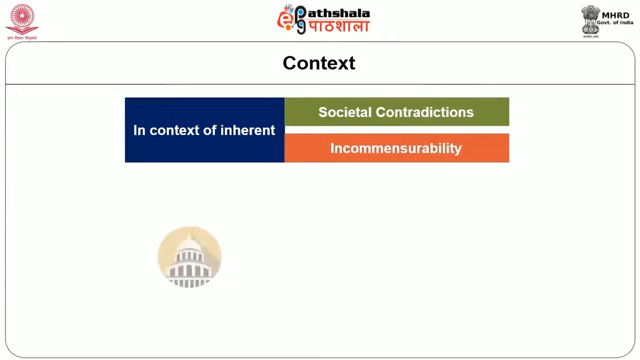 ePathshala
पाठशाला
MHRD
Govt. of India
Context
In context of inherent
Societal Contradictions
Incommensurability